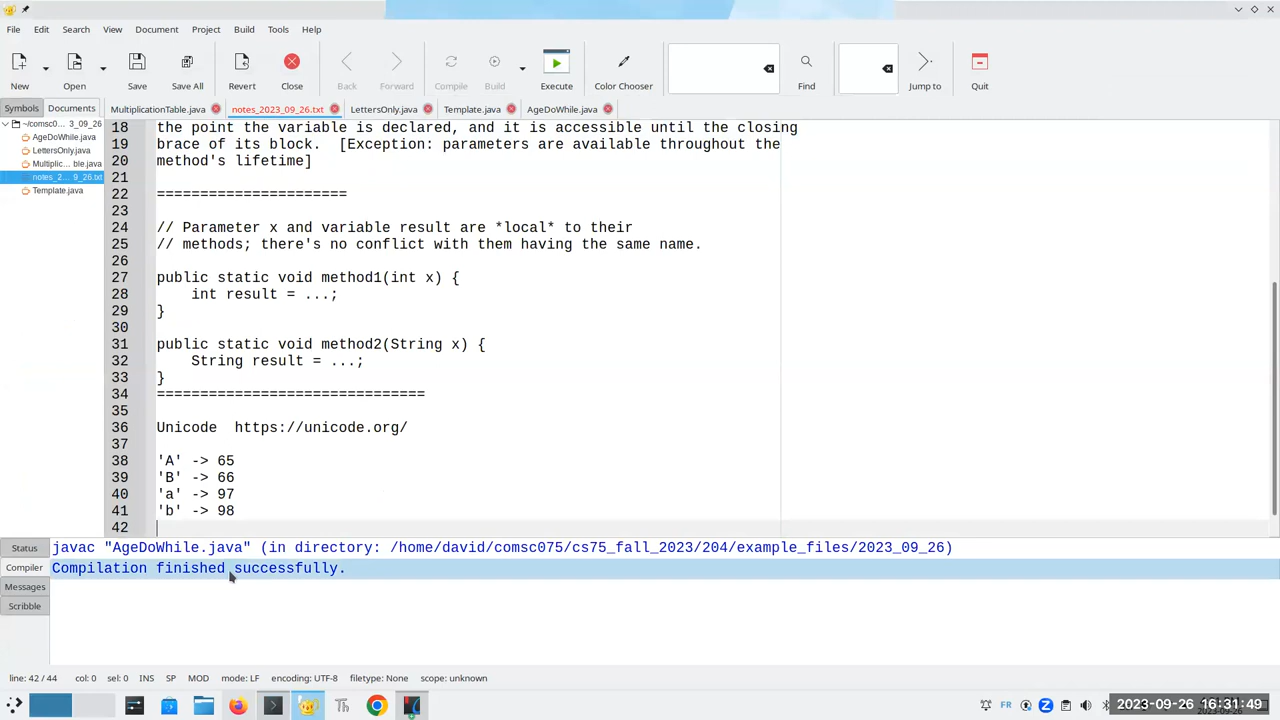 File Edit Search View Document Project Build Tools Help
New Open Save Save All Revert Close Back Forward Compile Build Execute Color Chooser Find Jump to Quit
Symbols Documents MultiplicationTable.java notes_2023_09_26.txt LettersOnly.java Template.java AgeDoWhile.java
~/comsc0… 3_09_26
AgeDoWhile.java
LettersOnly.java
Multiplic… ble.java
notes_2… 9_26.txt
Template.java
18 the point the variable is declared, and it is accessible until the closing
19 brace of its block.  [Exception: parameters are available throughout the
20 method's lifetime]
21
22 ======================
23
24 // Parameter x and variable result are *local* to their
25 // methods; there's no conflict with them having the same name.
26
27 public static void method1(int x) {
28     int result = ...;
29 }
30
31 public static void method2(String x) {
32     String result = ...;
33 }
34 ===============================
35
36 Unicode  https://unicode.org/
37
38 'A' -> 65
39 'B' -> 66
40 'a' -> 97
41 'b' -> 98
42
Status
Compiler
Messages
Scribble
javac "AgeDoWhile.java" (in directory: /home/david/comsc075/cs75_fall_2023/204/example_files/2023_09_26)
Compilation finished successfully.
line: 42 / 44 col: 0 sel: 0 INS SP MOD mode: LF encoding: UTF-8 filetype: None scope: unknown
FR 2023-09-26 16:31:49